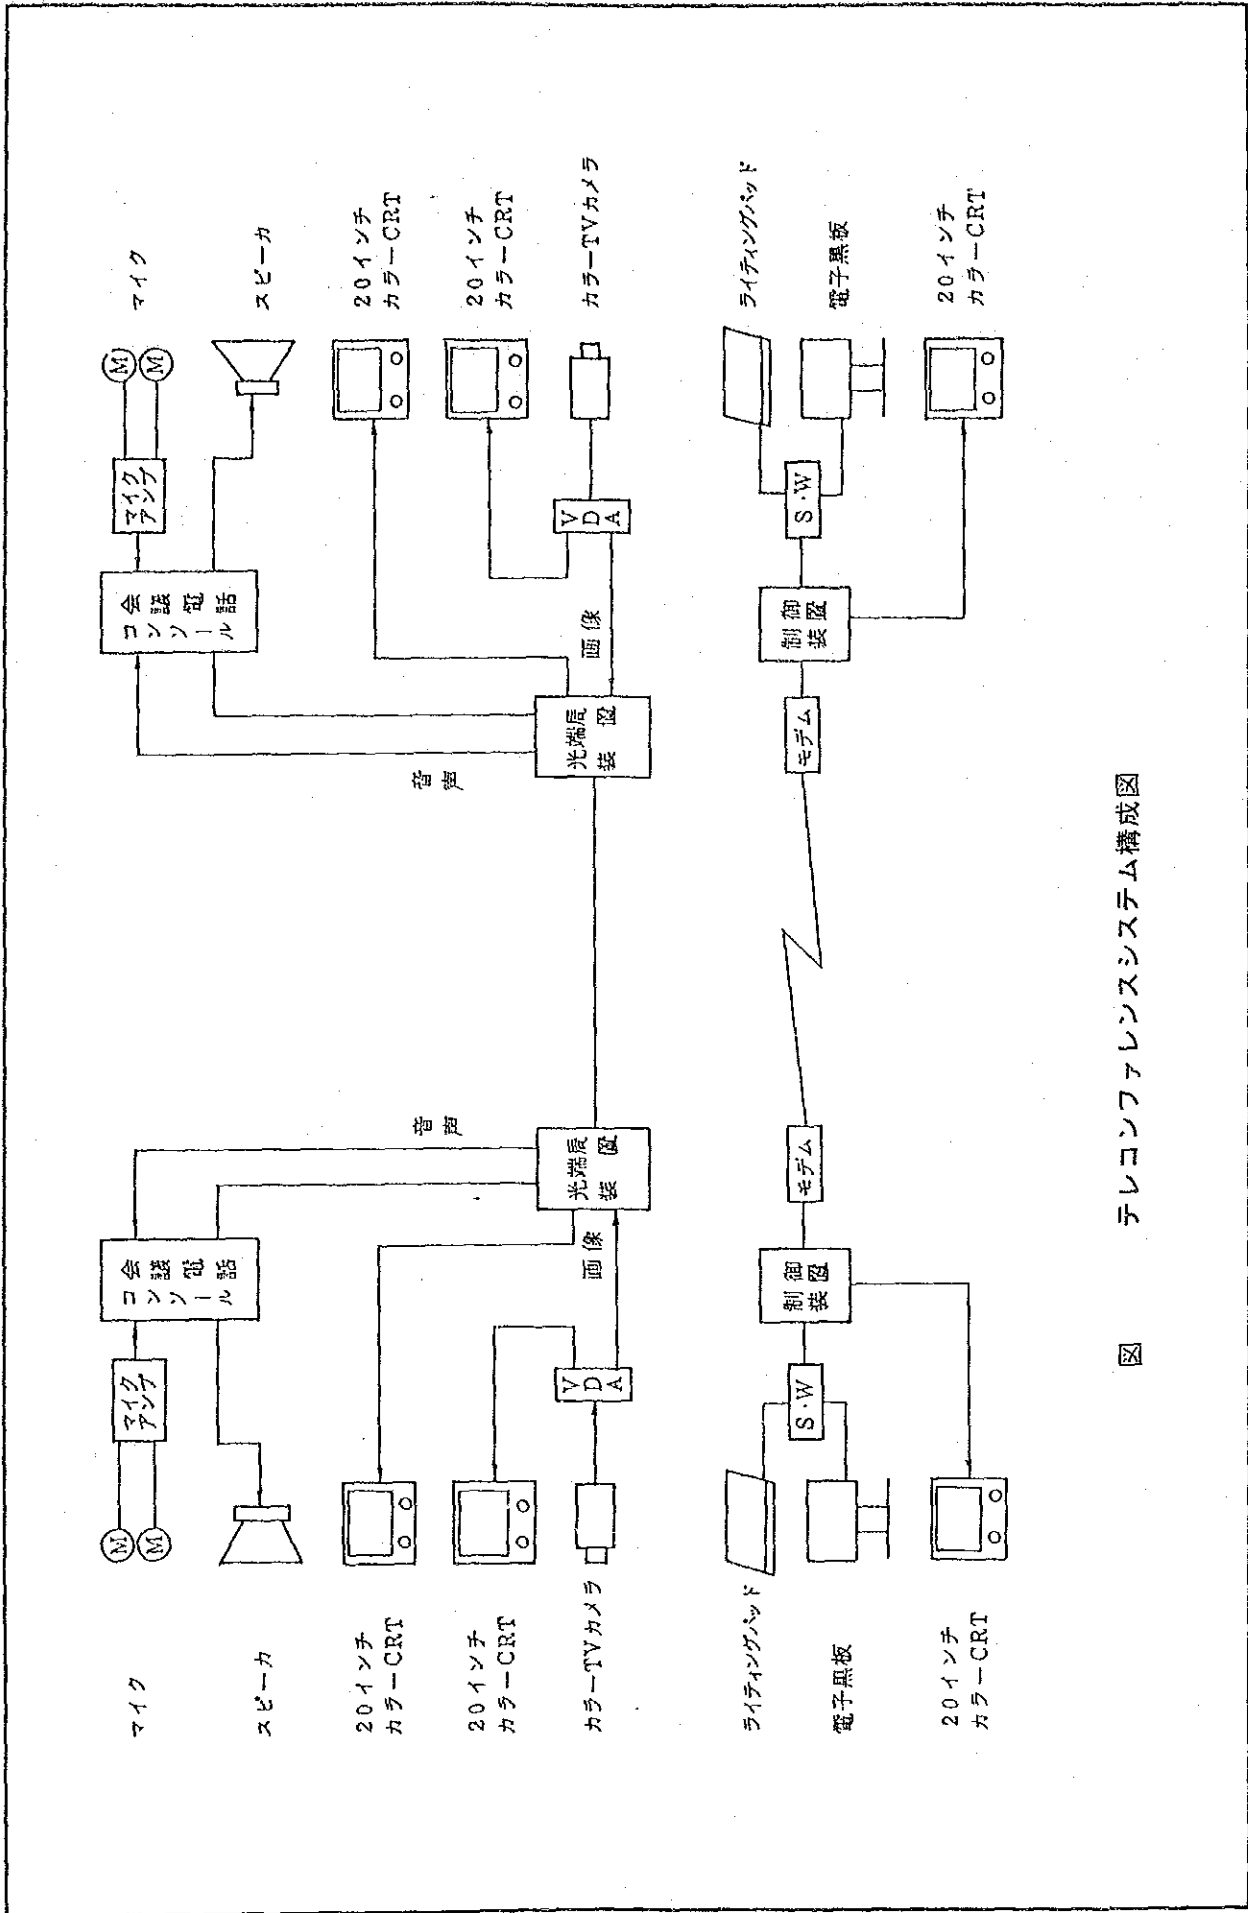 マイク
スピーカ
20インチ
カラーCRT
20インチ
カラーCRT
カラーTVカメラ
ライティングパッド
電子黒板
20インチ
カラーCRT
M
M
マイク
アンプ
会議電話
コンソール
音声
画像
光端局
装置
V
D
A
S・W
制御
装置
モデム
マイク
スピーカ
20インチ
カラーCRT
20インチ
カラーCRT
カラーTVカメラ
ライティングパッド
電子黒板
20インチ
カラーCRT
M
M
マイク
アンプ
会議電話
コンソール
音声
画像
光端局
装置
V
D
A
S・W
制御
装置
モデム
図 テレコンファレンスシステム構成図